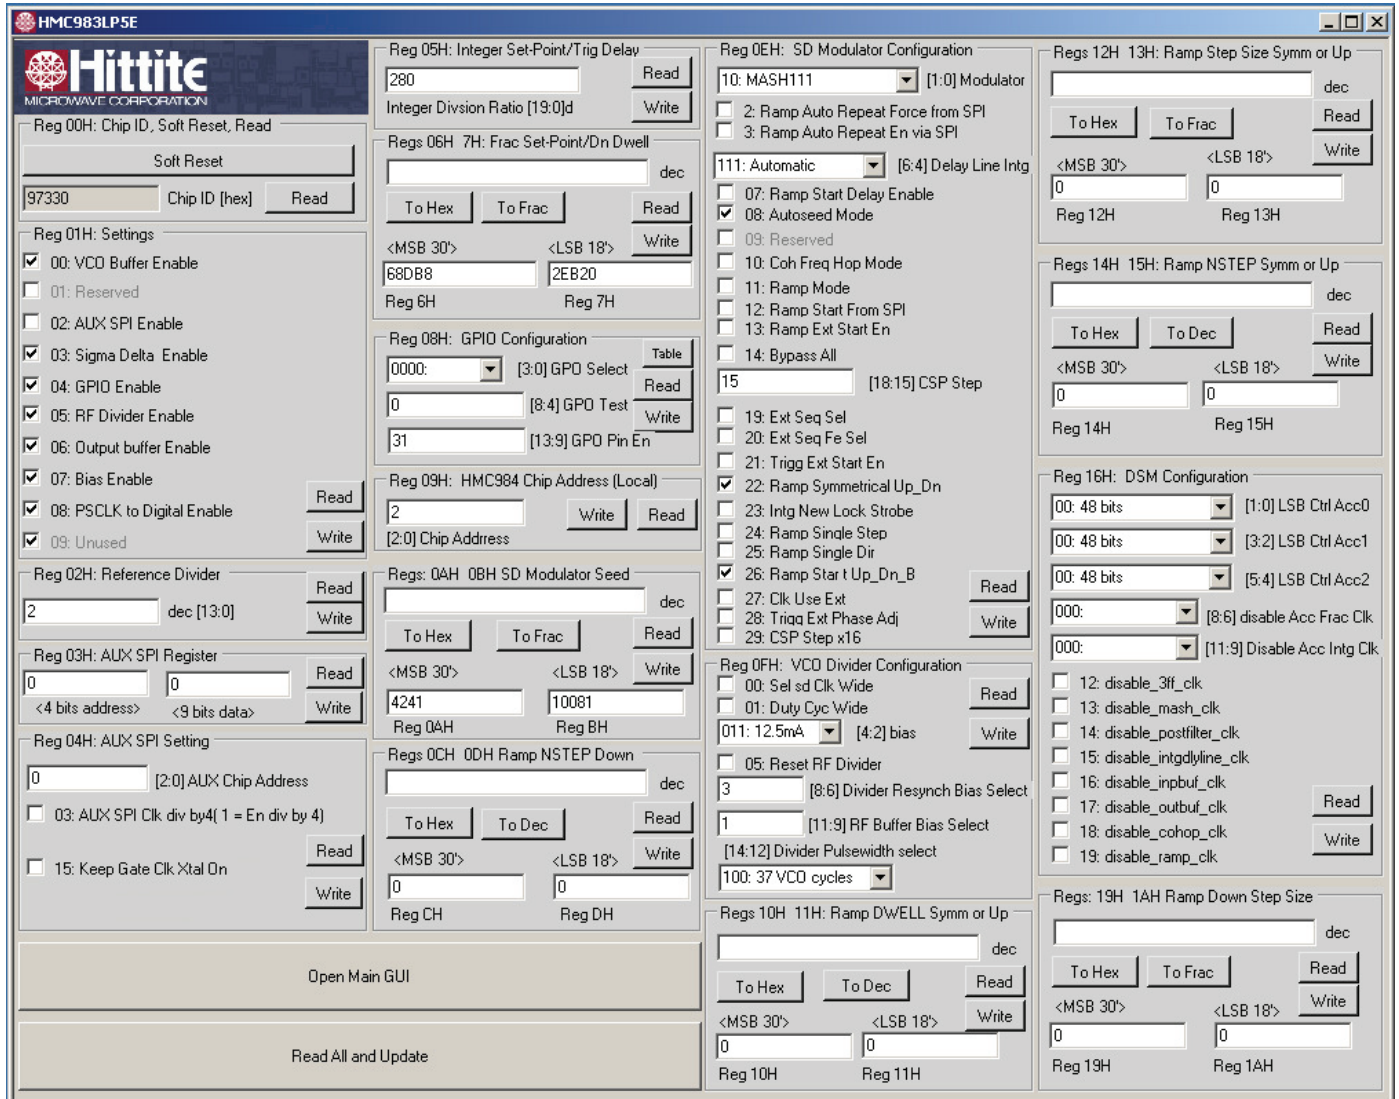 HMC983LP5E
Hittite
MICROWAVE CORPORATION
Reg 00H: Chip ID, Soft Reset, Read
Soft Reset
97330 Chip ID [hex] Read
Reg 01H: Settings
00: VCO Buffer Enable
01: Reserved
02: AUX SPI Enable
03: Sigma Delta Enable
04: GPIO Enable
05: RF Divider Enable
06: Output buffer Enable
07: Bias Enable
Read
08: PSCLK to Digital Enable
09: Unused
Write
Reg 02H: Reference Divider
Read
2 dec [13:0]
Write
Reg 03H: AUX SPI Register
0 0 Read
<4 bits address> <9 bits data> Write
Reg 04H: AUX SPI Setting
0 [2:0] AUX Chip Address
03: AUX SPI Clk div by4( 1 = En div by 4)
Read
15: Keep Gate Clk Xtal On
Write
Open Main GUI
Read All and Update
Reg 05H: Integer Set-Point/Trig Delay
280 Read
Integer Divsion Ratio [19:0]d Write
Regs 06H 7H: Frac Set-Point/Dn Dwell
dec
To Hex To Frac Read
<MSB 30'> <LSB 18'> Write
68DB8 2EB20
Reg 6H Reg 7H
Reg 08H: GPIO Configuration
Table
0000: [3:0] GPO Select
Read
0 [8:4] GPO Test
Write
31 [13:9] GPO Pin En
Reg 09H: HMC984 Chip Address (Local)
2 Write Read
[2:0] Chip Addrress
Regs: 0AH 0BH SD Modulator Seed
dec
To Hex To Frac Read
<MSB 30'> <LSB 18'> Write
4241 10081
Reg 0AH Reg BH
Regs 0CH 0DH Ramp NSTEP Down
dec
To Hex To Dec Read
<MSB 30'> <LSB 18'> Write
0 0
Reg CH Reg DH
Reg 0EH: SD Modulator Configuration
10: MASH111 [1:0] Modulator
2: Ramp Auto Repeat Force from SPI
3: Ramp Auto Repeat En via SPI
111: Automatic [6:4] Delay Line Intg
07: Ramp Start Delay Enable
08: Autoseed Mode
09: Reserved
10: Coh Freq Hop Mode
11: Ramp Mode
12: Ramp Start From SPI
13: Ramp Ext Start En
14: Bypass All
15 [18:15] CSP Step
19: Ext Seq Sel
20: Ext Seq Fe Sel
21: Trigg Ext Start En
22: Ramp Symmetrical Up_Dn
23: Intg New Lock Strobe
24: Ramp Single Step
25: Ramp Single Dir
26: Ramp Star t Up_Dn_B
Read
27: Clk Use Ext
28: Trigg Ext Phase Adj
Write
29: CSP Step x16
Reg 0FH: VCO Divider Configuration
00: Sel sd Clk Wide
Read
01: Duty Cyc Wide
011: 12.5mA [4:2] bias Write
05: Reset RF Divider
3 [8:6] Divider Resynch Bias Select
1 [11:9] RF Buffer Bias Select
[14:12] Divider Pulsewidth select
100: 37 VCO cycles
Regs 10H 11H: Ramp DWELL Symm or Up
dec
To Hex To Dec Read
<MSB 30'> <LSB 18'> Write
0 0
Reg 10H Reg 11H
Regs 12H 13H: Ramp Step Size Symm or Up
dec
To Hex To Frac Read
<MSB 30'> <LSB 18'> Write
0 0
Reg 12H Reg 13H
Regs 14H 15H: Ramp NSTEP Symm or Up
dec
To Hex To Dec Read
<MSB 30'> <LSB 18'> Write
0 0
Reg 14H Reg 15H
Reg 16H: DSM Configuration
00: 48 bits [1:0] LSB Ctrl Acc0
00: 48 bits [3:2] LSB Ctrl Acc1
00: 48 bits [5:4] LSB Ctrl Acc2
000: [8:6] disable Acc Frac Clk
000: [11:9] Disable Acc Intg Clk
12: disable_3ff_clk
13: disable_mash_clk
14: disable_postfilter_clk
15: disable_intgdlyline_clk
16: disable_inpbuf_clk
17: disable_outbuf_clk Read
18: disable_cohop_clk
Write
19: disable_ramp_clk
Regs: 19H 1AH Ramp Down Step Size
dec
To Hex To Frac Read
<MSB 30'> <LSB 18'> Write
0 0
Reg 19H Reg 1AH